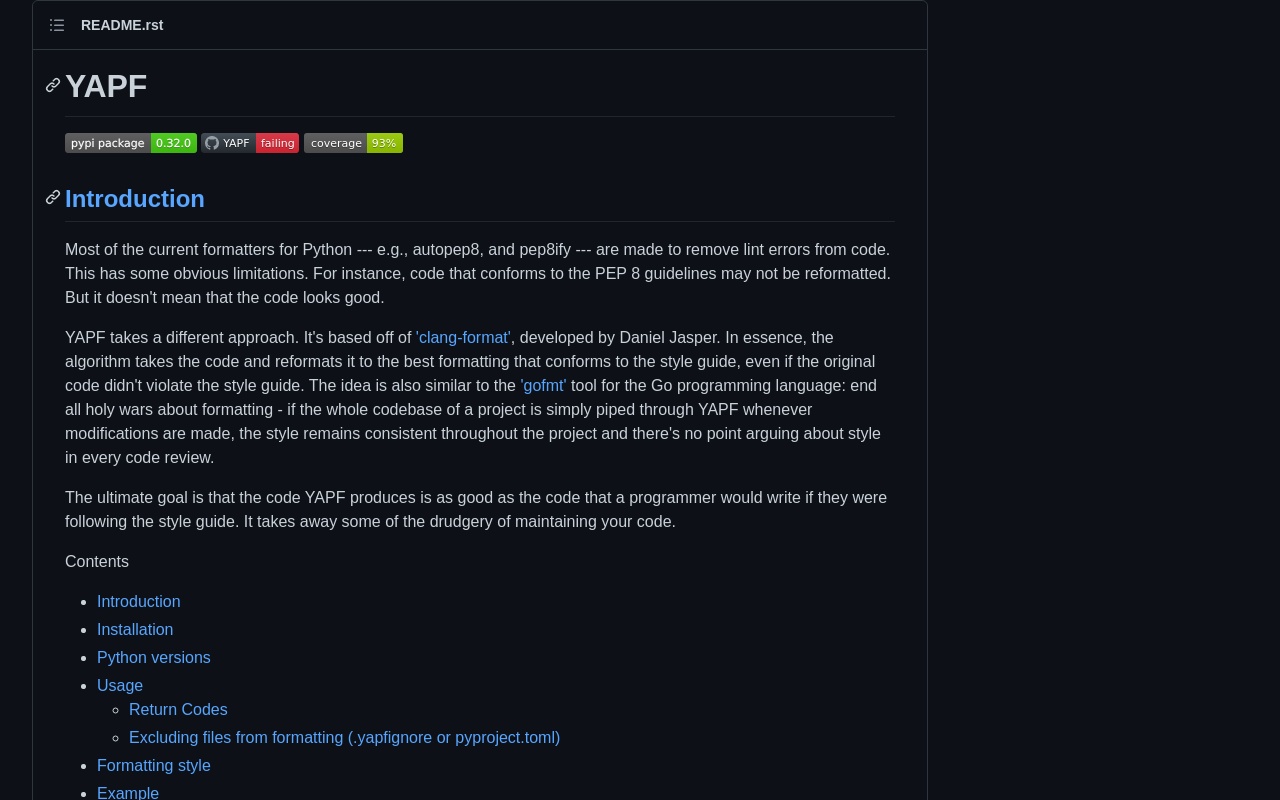 README.rst
YAPF
pypi package 0.32.0 YAPF failing coverage 93%
Introduction
Most of the current formatters for Python --- e.g., autopep8, and pep8ify --- are made to remove lint errors from code.
This has some obvious limitations. For instance, code that conforms to the PEP 8 guidelines may not be reformatted.
But it doesn't mean that the code looks good.
YAPF takes a different approach. It's based off of 'clang-format', developed by Daniel Jasper. In essence, the
algorithm takes the code and reformats it to the best formatting that conforms to the style guide, even if the original
code didn't violate the style guide. The idea is also similar to the 'gofmt' tool for the Go programming language: end
all holy wars about formatting - if the whole codebase of a project is simply piped through YAPF whenever
modifications are made, the style remains consistent throughout the project and there's no point arguing about style
in every code review.
The ultimate goal is that the code YAPF produces is as good as the code that a programmer would write if they were
following the style guide. It takes away some of the drudgery of maintaining your code.
Contents
Introduction
Installation
Python versions
Usage
Return Codes
Excluding files from formatting (.yapfignore or pyproject.toml)
Formatting style
Example